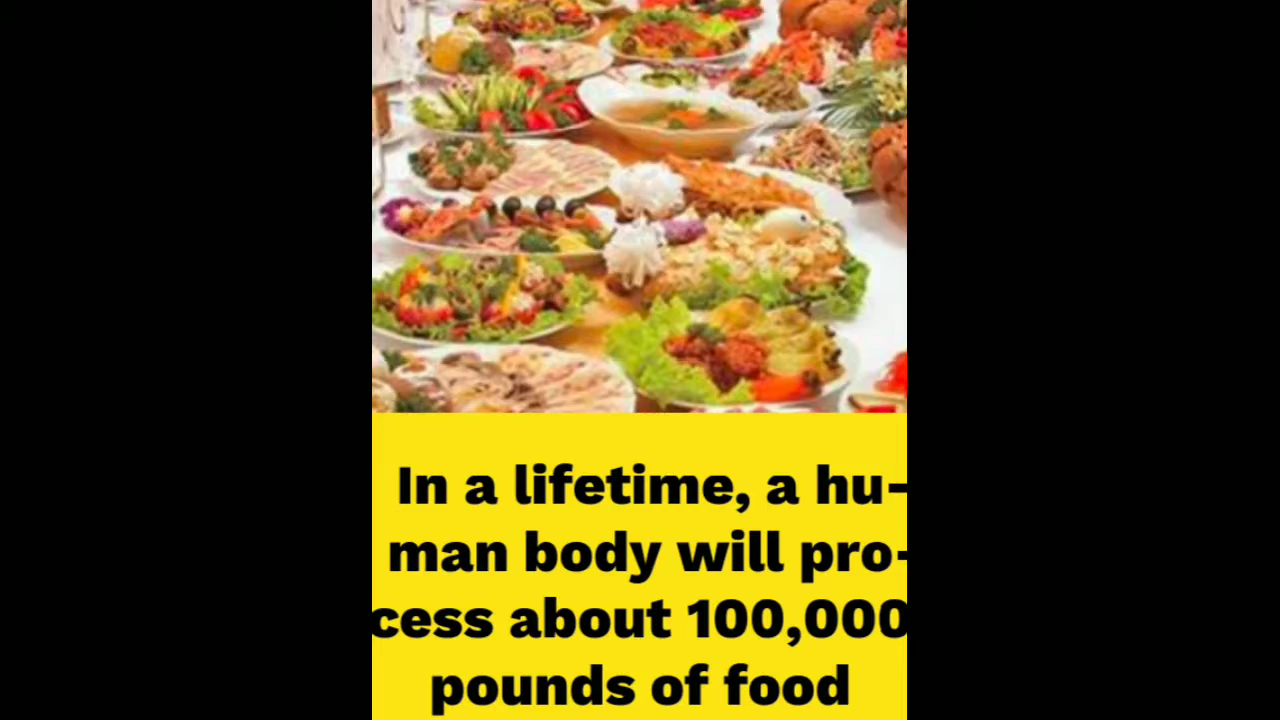 In a lifetime, a hu-
man body will pro-
cess about 100,000
pounds of food